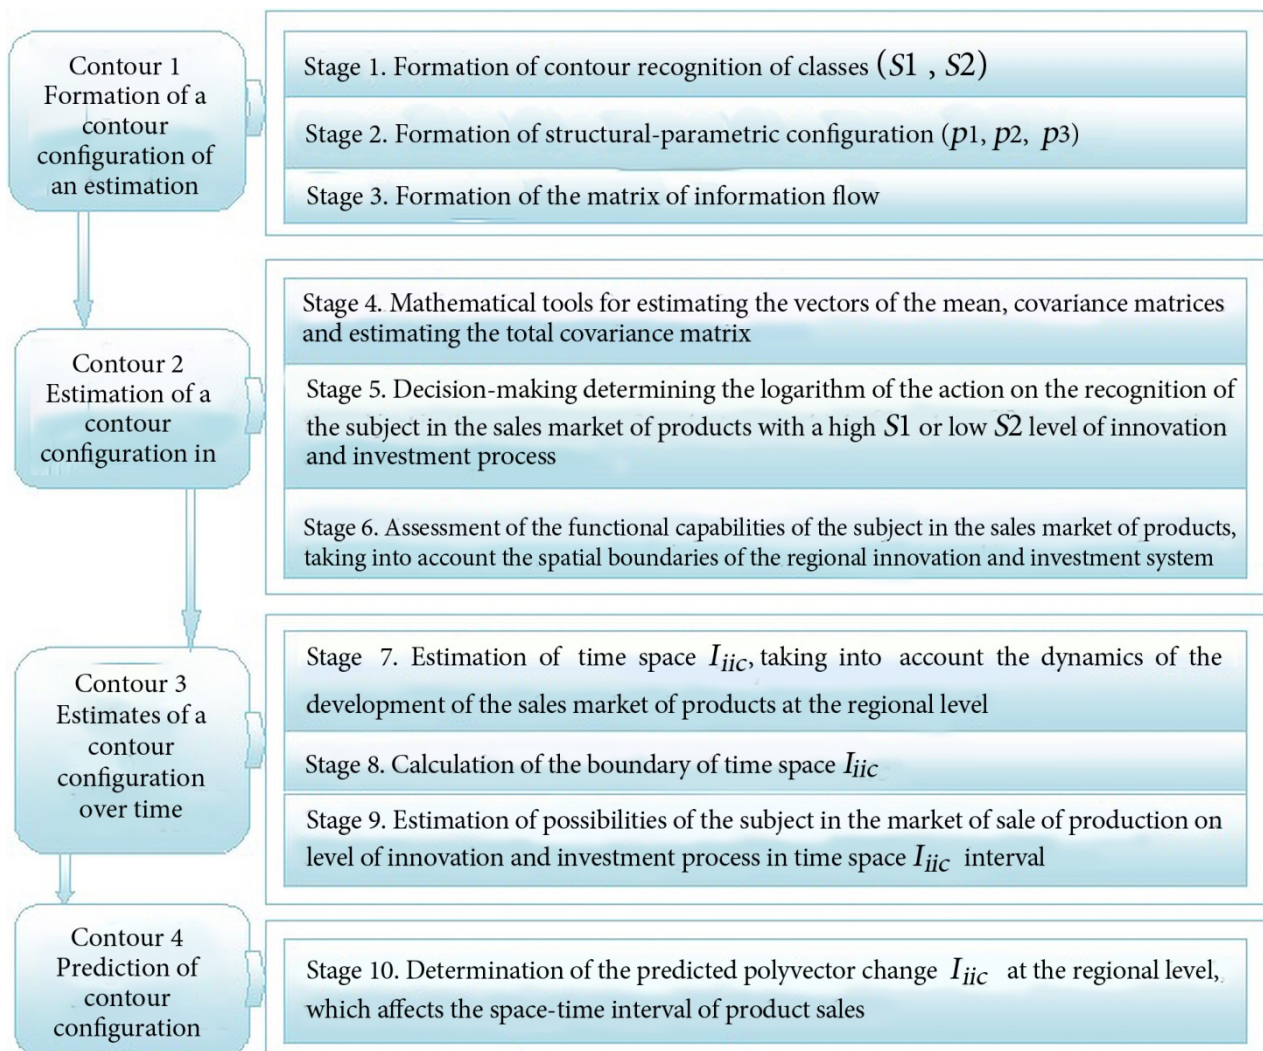 Contour 1
Formation of a
contour
configuration of
an estimation
Stage 1. Formation of contour recognition of classes (S1 , S2)
Stage 2. Formation of structural-parametric configuration (p1, p2, p3)
Stage 3. Formation of the matrix of information flow
Contour 2
Estimation of a
contour
configuration in
Stage 4. Mathematical tools for estimating the vectors of the mean, covariance matrices
and estimating the total covariance matrix
Stage 5. Decision-making determining the logarithm of the action on the recognition of
the subject in the sales market of products with a high S1 or low S2 level of innovation
and investment process
Stage 6. Assessment of the functional capabilities of the subject in the sales market of products,
taking into account the spatial boundaries of the regional innovation and investment system
Contour 3
Estimates of a
contour
configuration
over time
Stage 7. Estimation of time space Iiic, taking into account the dynamics of the
development of the sales market of products at the regional level
Stage 8. Calculation of the boundary of time space Iiic
Stage 9. Estimation of possibilities of the subject in the market of sale of production on
level of innovation and investment process in time space Iiic interval
Contour 4
Prediction of
contour
configuration
Stage 10. Determination of the predicted polyvector change Iiic at the regional level,
which affects the space-time interval of product sales